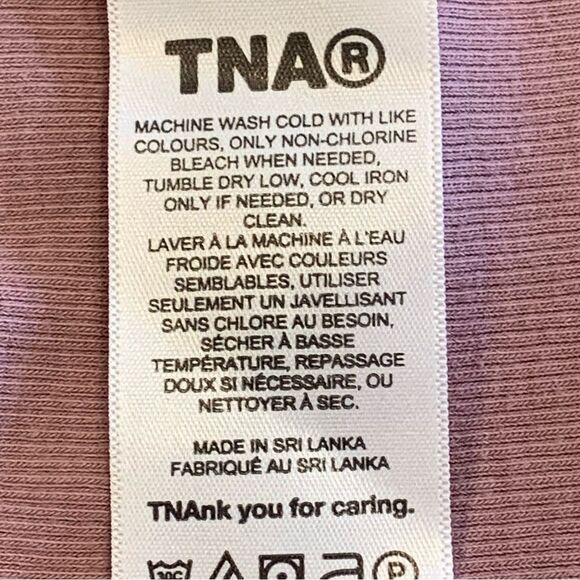 TNA®
MACHINE WASH COLD WITH LIKE
COLOURS, ONLY NON-CHLORINE
BLEACH WHEN NEEDED,
TUMBLE DRY LOW, COOL IRON
ONLY IF NEEDED, OR DRY
CLEAN.
LAVER À LA MACHINE À L'EAU
FROIDE AVEC COULEURS
SEMBLABLES, UTILISER
SEULEMENT UN JAVELLISANT
SANS CHLORE AU BESOIN,
SÉCHER À BASSE
TEMPÉRATURE, REPASSAGE
DOUX SI NÉCESSAIRE, OU
NETTOYER À SEC.
MADE IN SRI LANKA
FABRIQUÉ AU SRI LANKA
TNAnk you for caring.
30C P